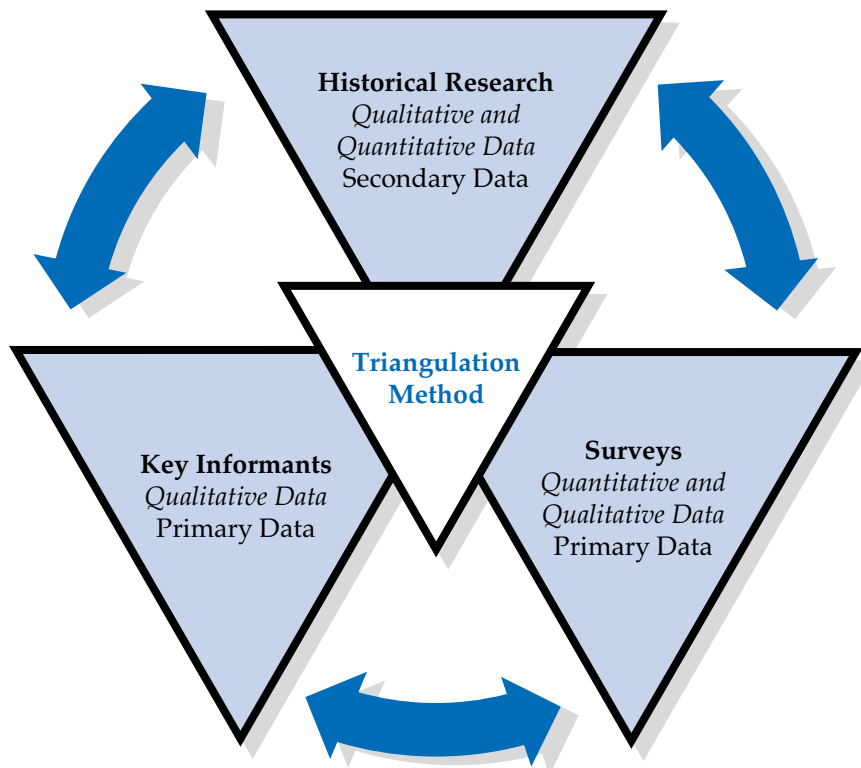 Historical Research
Qualitative and
Quantitative Data
Secondary Data
Triangulation
Method
Key Informants
Qualitative Data
Primary Data
Surveys
Quantitative and
Qualitative Data
Primary Data